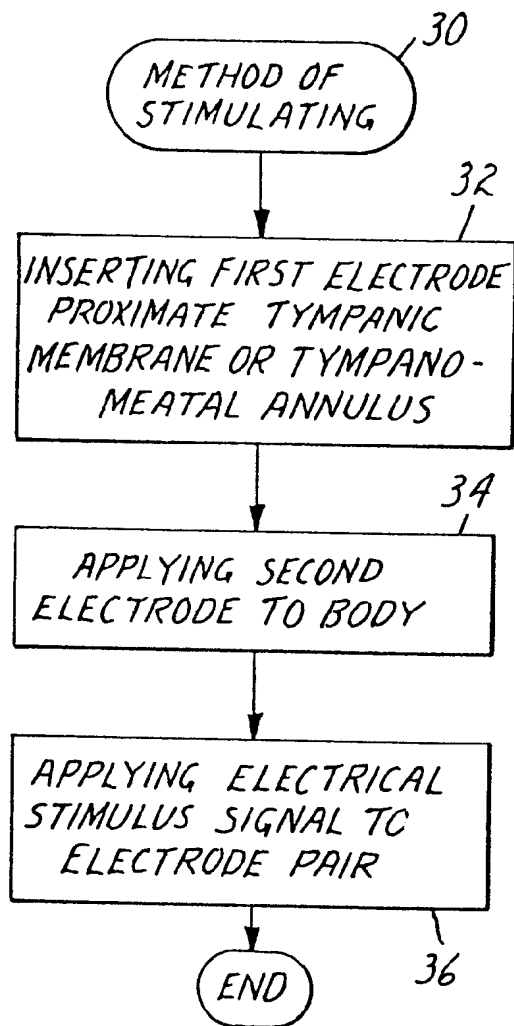 30
METHOD OF
STIMULATING
32
INSERTING FIRST ELECTRODE
PROXIMATE TYMPANIC
MEMBRANE OR TYMPANO-
MEATAL ANNULUS
34
APPLYING SECOND
ELECTRODE TO BODY
APPLYING ELECTRICAL
STIMULUS SIGNAL TO
ELECTRODE PAIR
36
END